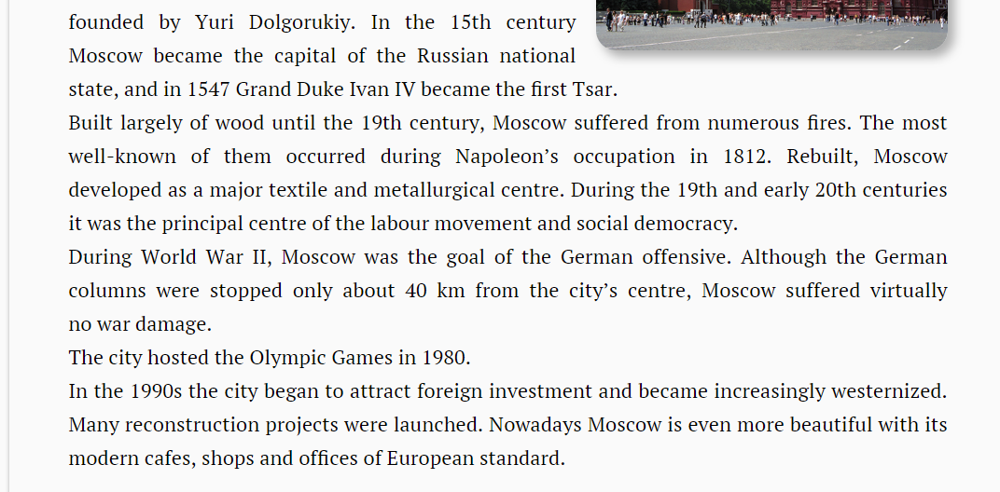 founded by Yuri Dolgorukiy. In the 15th century
Moscow became the capital of the Russian national
state, and in 1547 Grand Duke Ivan IV became the first Tsar.
Built largely of wood until the 19th century, Moscow suffered from numerous fires. The most
well-known of them occurred during Napoleon’s occupation in 1812. Rebuilt, Moscow
developed as a major textile and metallurgical centre. During the 19th and early 20th centuries
it was the principal centre of the labour movement and social democracy.
During World War II, Moscow was the goal of the German offensive. Although the German
columns were stopped only about 40 km from the city’s centre, Moscow suffered virtually
no war damage.
The city hosted the Olympic Games in 1980.
In the 1990s the city began to attract foreign investment and became increasingly westernized.
Many reconstruction projects were launched. Nowadays Moscow is even more beautiful with its
modern cafes, shops and offices of European standard.